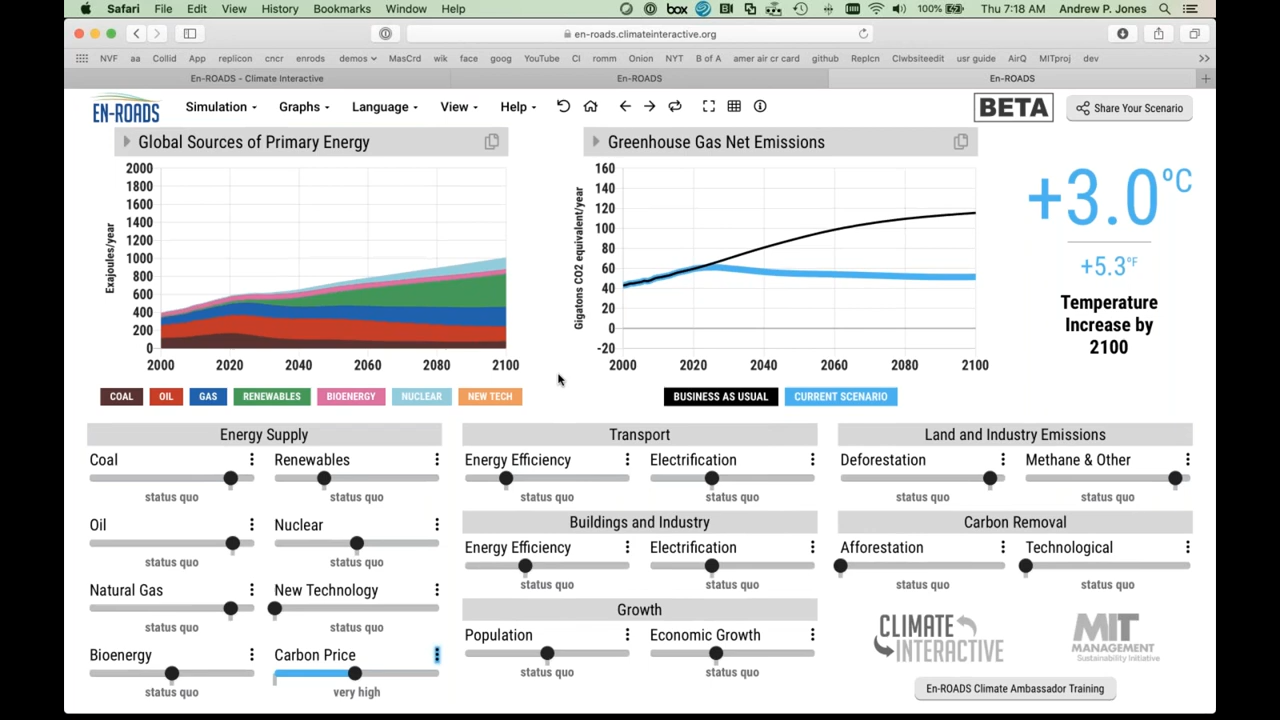 Safari File Edit View History Bookmarks Window Help box 100% Thu 7:18 AM Andrew P. Jones
en-roads.climateinteractive.org
NVF aa Collid App replicon cncr enrods demos MasCrd wik face goog YouTube CI romm Onion NYT B of A amer air cr card github Replcn CIwbsiteedit usr guide AirQ MITproj dev
En-ROADS - Climate Interactive En-ROADS En-ROADS
EN-ROADS Simulation Graphs Language View Help BETA Share Your Scenario
Global Sources of Primary Energy
2000
1800
1600
1400
1200
1000
800
600
400
200
0
Exajoules/year
2000 2020 2040 2060 2080 2100
COAL OIL GAS RENEWABLES BIOENERGY NUCLEAR NEW TECH
Greenhouse Gas Net Emissions
160
140
120
100
80
60
40
20
0
-20
Gigatons CO2 equivalent/year
2000 2020 2040 2060 2080 2100
BUSINESS AS USUAL CURRENT SCENARIO
+3.0°C
+5.3°F
Temperature
Increase by
2100
Energy Supply
Coal Renewables
status quo status quo
Oil Nuclear
status quo status quo
Natural Gas New Technology
status quo status quo
Bioenergy Carbon Price
status quo very high
Transport
Energy Efficiency Electrification
status quo status quo
Buildings and Industry
Energy Efficiency Electrification
status quo status quo
Growth
Population Economic Growth
status quo status quo
Land and Industry Emissions
Deforestation Methane & Other
status quo status quo
Carbon Removal
Afforestation Technological
status quo status quo
CLIMATE
INTERACTIVE
MIT
MANAGEMENT
Sustainability Initiative
En-ROADS Climate Ambassador Training